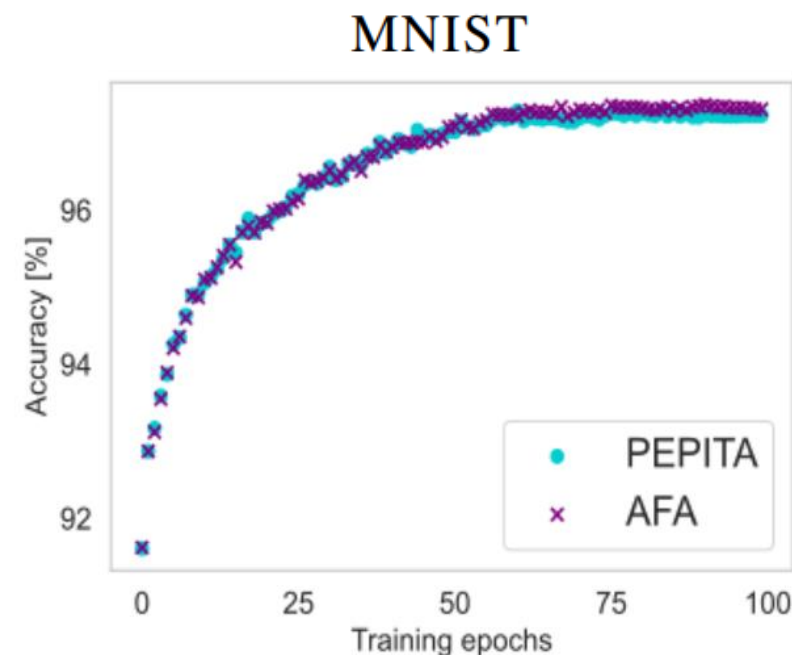 MNIST
Accuracy [%]
96
94
92
PEPITA
AFA
0 25 50 75 100
Training epochs